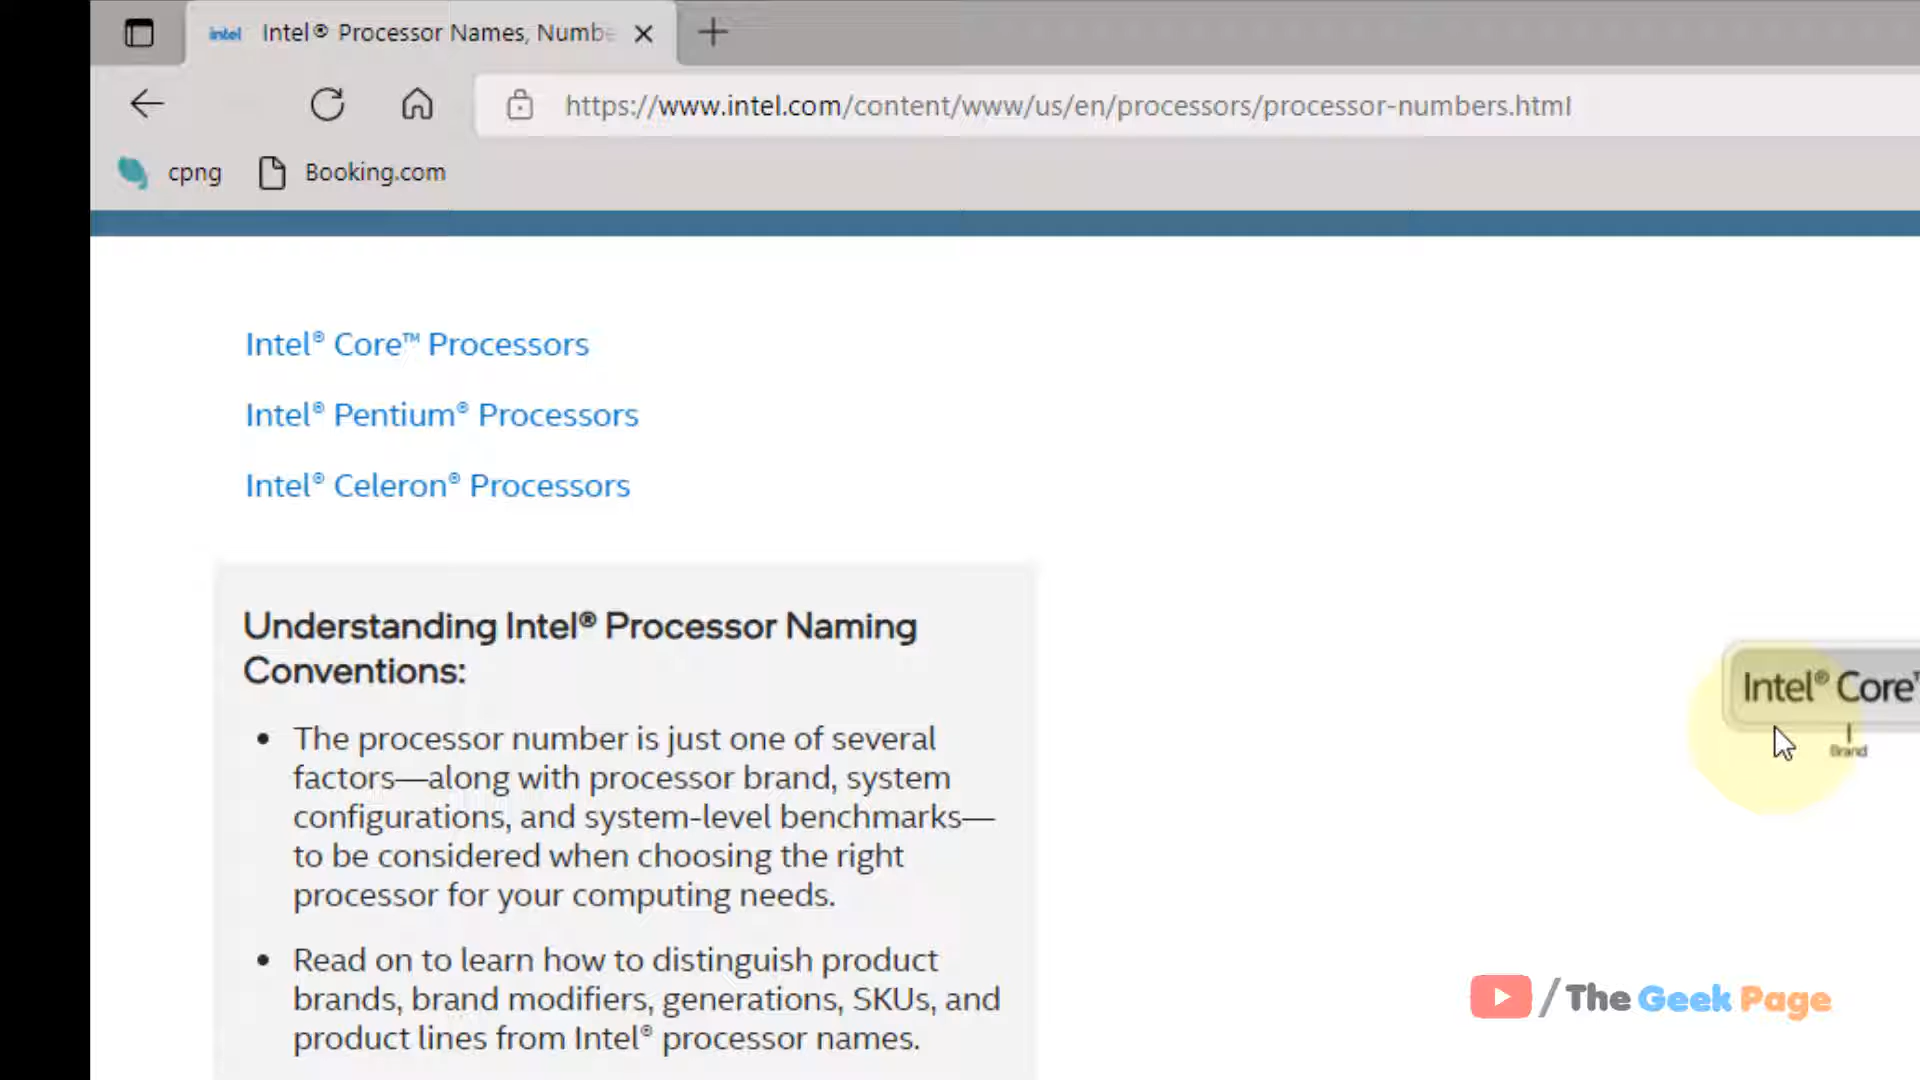 intel Intel® Processor Names, Numbe
https://www.intel.com/content/www/us/en/processors/processor-numbers.html
cpng Booking.com
Intel® Core™ Processors
Intel® Pentium® Processors
Intel® Celeron® Processors
Understanding Intel® Processor Naming
Conventions:
• The processor number is just one of several
factors—along with processor brand, system
configurations, and system-level benchmarks—
to be considered when choosing the right
processor for your computing needs.
• Read on to learn how to distinguish product
brands, brand modifiers, generations, SKUs, and
product lines from Intel® processor names.
Intel® Core™
Brand
/The Geek Page